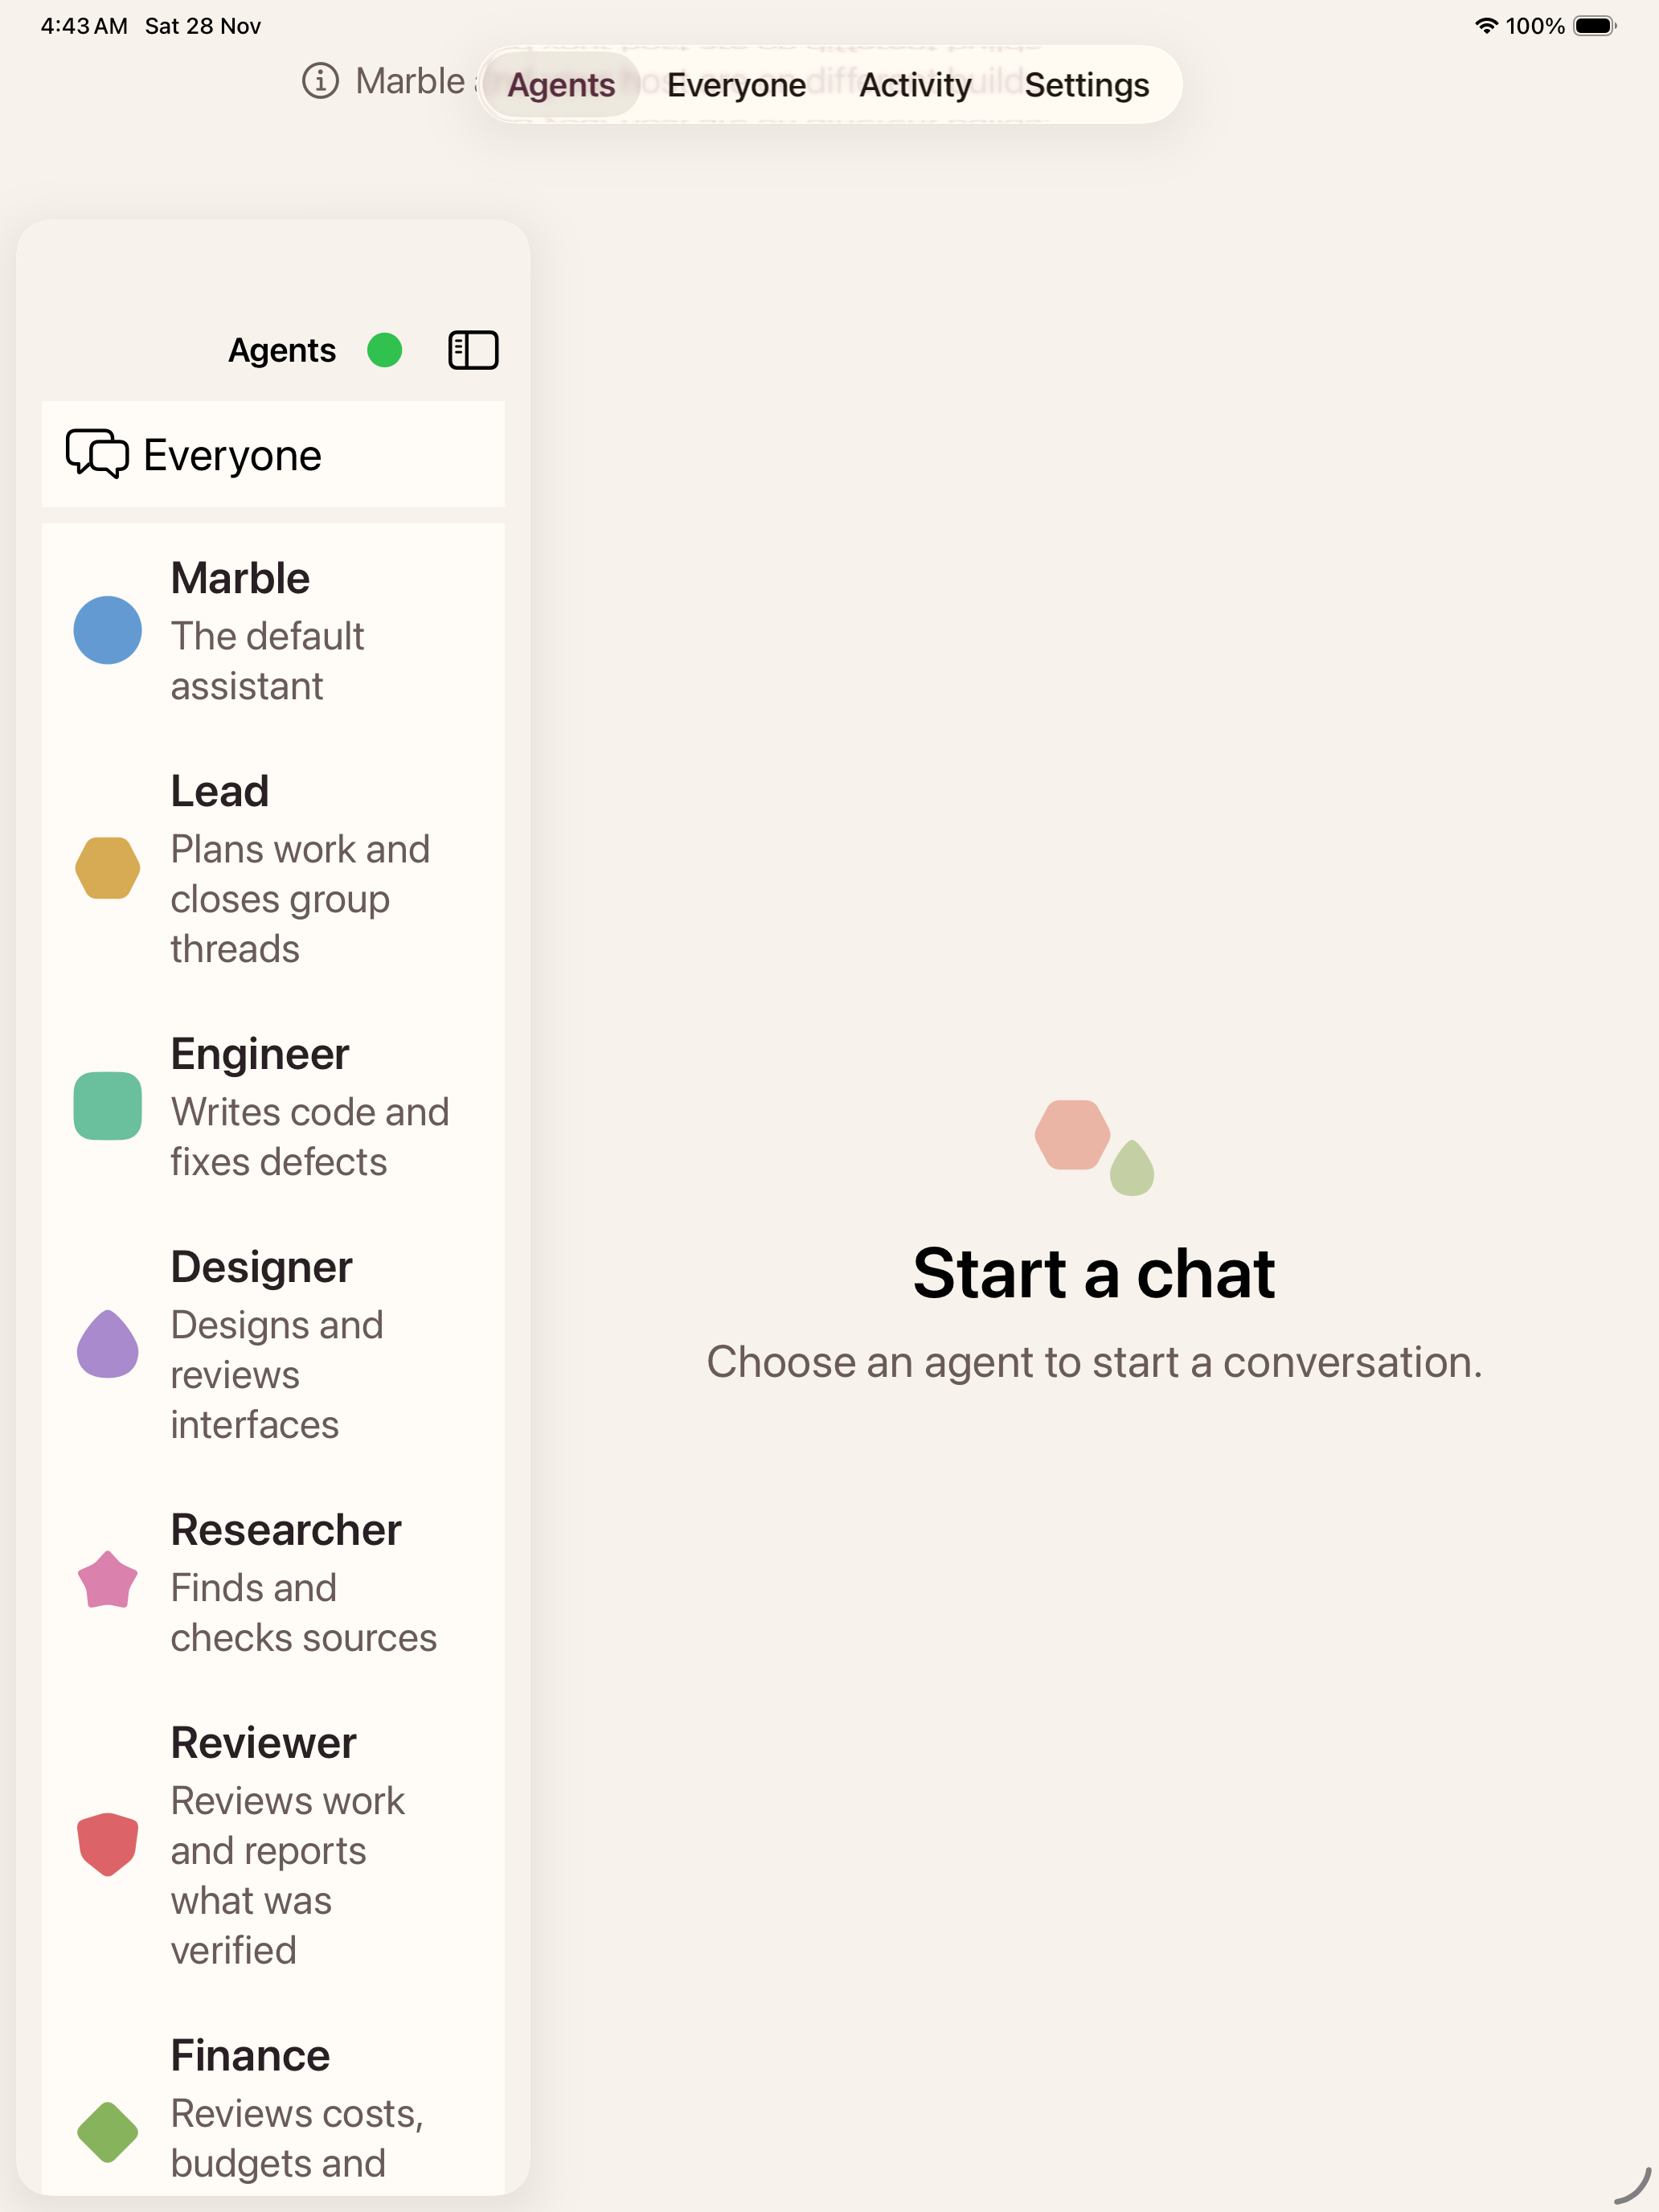 4:43 AM Sat 28 Nov
100%
Marble
Agents Everyone Activity Settings
Agents
Everyone
Marble
The default
assistant
Lead
Plans work and
closes group
threads
Engineer
Writes code and
fixes defects
Designer
Designs and
reviews
interfaces
Researcher
Finds and
checks sources
Reviewer
Reviews work
and reports
what was
verified
Finance
Reviews costs,
budgets and
Start a chat
Choose an agent to start a conversation.